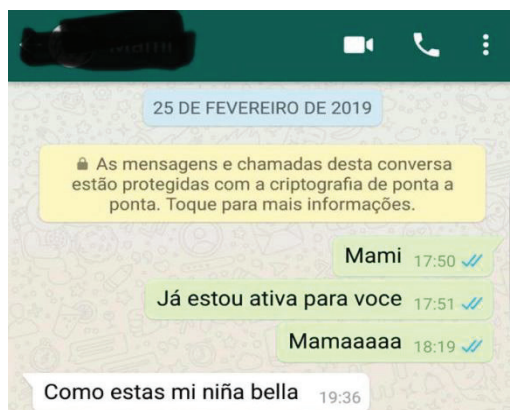 25 DE FEVEREIRO DE 2019
As mensagens e chamadas desta conversa
estão protegidas com a criptografia de ponta a
ponta. Toque para mais informações.
Mami 17:50
Já estou ativa para voce 17:51
Mamaaaaa 18:19
Como estas mi niña bella 19:36